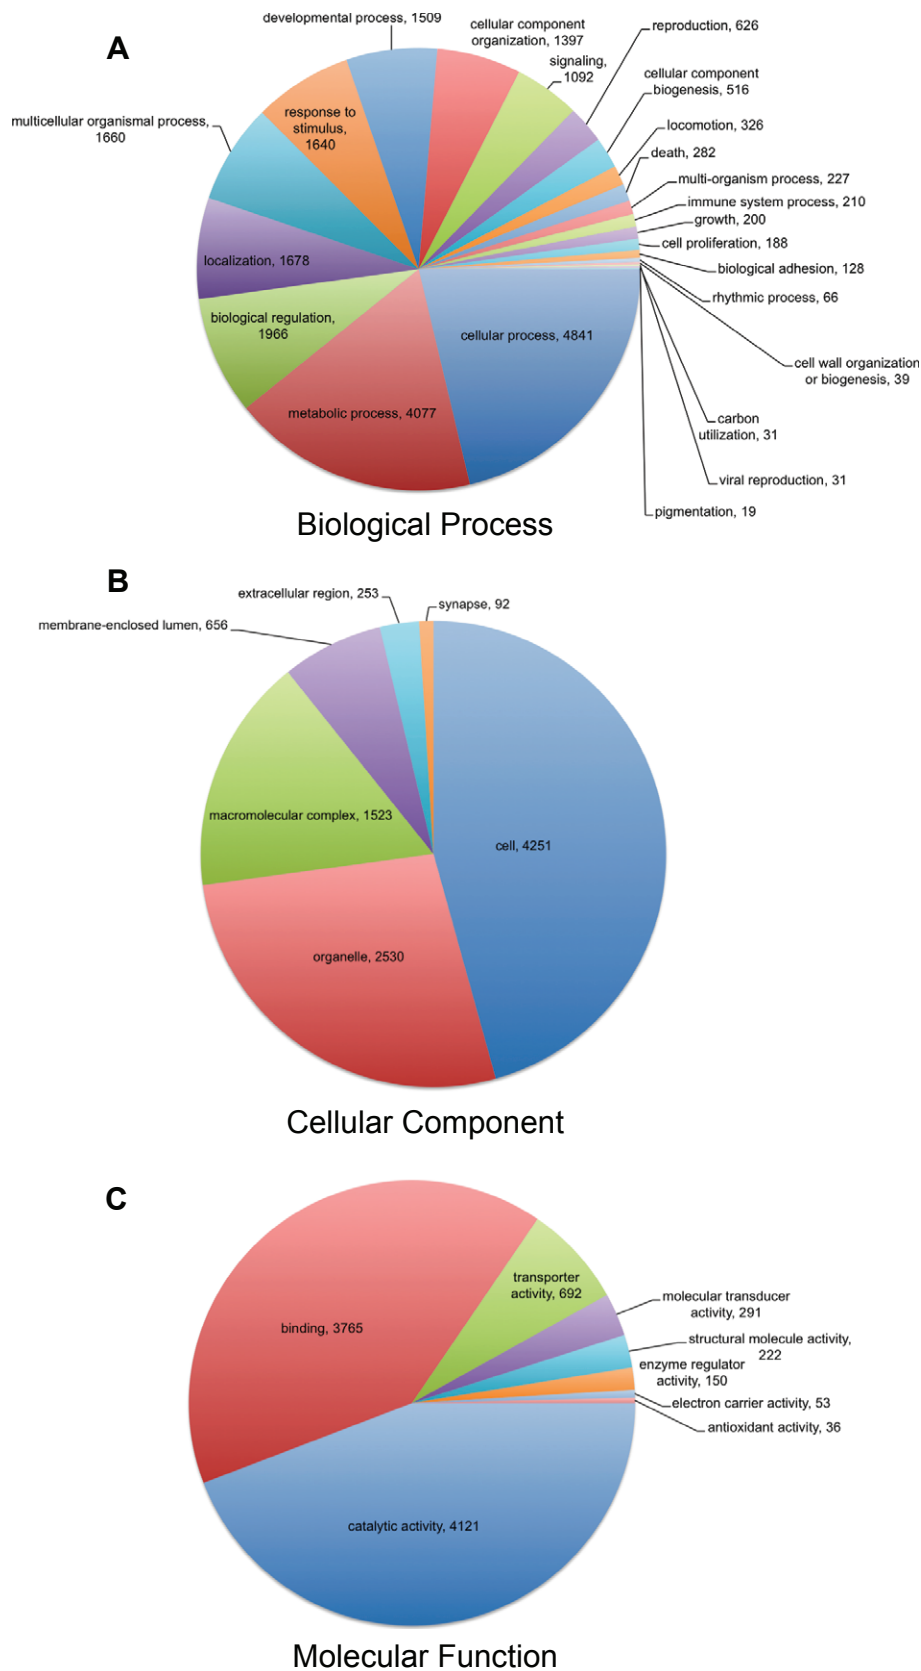 A
developmental process, 1509
cellular component
organization, 1397
signaling,
1092
reproduction, 626
cellular component
biogenesis, 516
locomotion, 326
death, 282
multi-organism process, 227
immune system process, 210
growth, 200
cell proliferation, 188
biological adhesion, 128
rhythmic process, 66
cell wall organization
or biogenesis, 39
carbon
utilization, 31
viral reproduction, 31
pigmentation, 19
cellular process, 4841
metabolic process, 4077
biological regulation,
1966
localization, 1678
multicellular organismal process,
1660
response to
stimulus,
1640
Biological Process
B
extracellular region, 253
synapse, 92
membrane-enclosed lumen, 656
macromolecular complex, 1523
cell, 4251
organelle, 2530
Cellular Component
C
transporter
activity, 692
molecular transducer
activity, 291
binding, 3765
structural molecule activity,
222
enzyme regulator
activity, 150
electron carrier activity, 53
antioxidant activity, 36
catalytic activity, 4121
Molecular Function